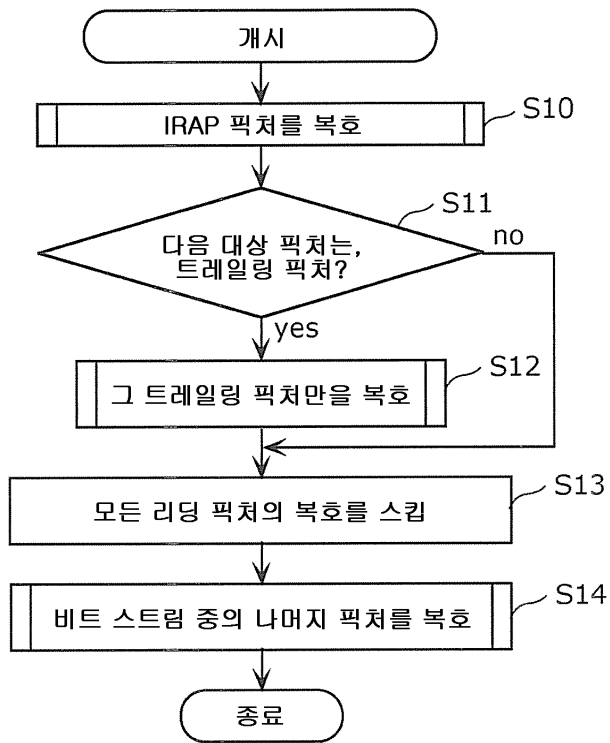 개시
IRAP 픽처를 복호
S10
S11
다음 대상 픽처는,
트레일링 픽처?
no
yes
S12
그 트레일링 픽처만을 복호
S13
모든 리딩 픽처의 복호를 스킵
S14
비트 스트림 중의 나머지 픽처를 복호
종료